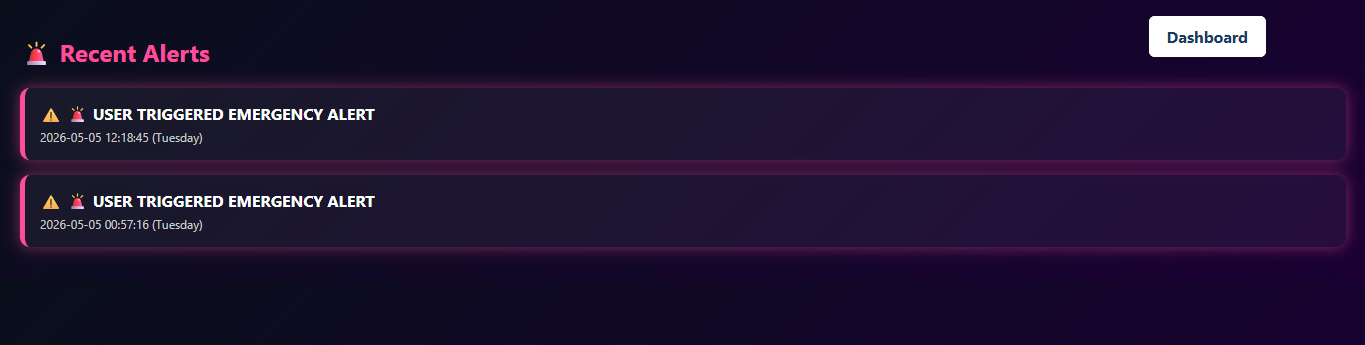 🚨 Recent Alerts
Dashboard
⚠️ 🚨 USER TRIGGERED EMERGENCY ALERT
2026-05-05 12:18:45 (Tuesday)
⚠️ 🚨 USER TRIGGERED EMERGENCY ALERT
2026-05-05 00:57:16 (Tuesday)